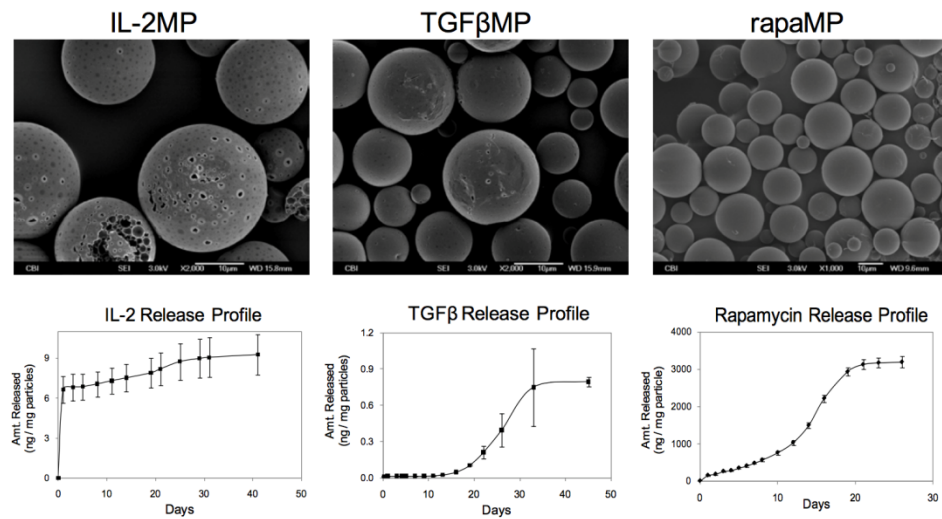 IL-2MP
TGFβMP
rapaMP
CBI SEI 3.0kV X2,000 10μm WD 15.8mm
CBI SEI 3.0kV X2,000 10μm WD 15.9mm
CBI SEI 3.0kV X1,000 10μm WD 9.6mm
IL-2 Release Profile
Amt. Released
(ng / mg particles)
9
6
3
0
0 10 20 30 40 50
Days
TGFβ Release Profile
Amt. Released
(ng / mg particles)
1.2
0.9
0.6
0.3
0.0
0 10 20 30 40 50
Days
Rapamycin Release Profile
Amt. Released
(ng / mg particles)
4000
3000
2000
1000
0
0 10 20 30
Days